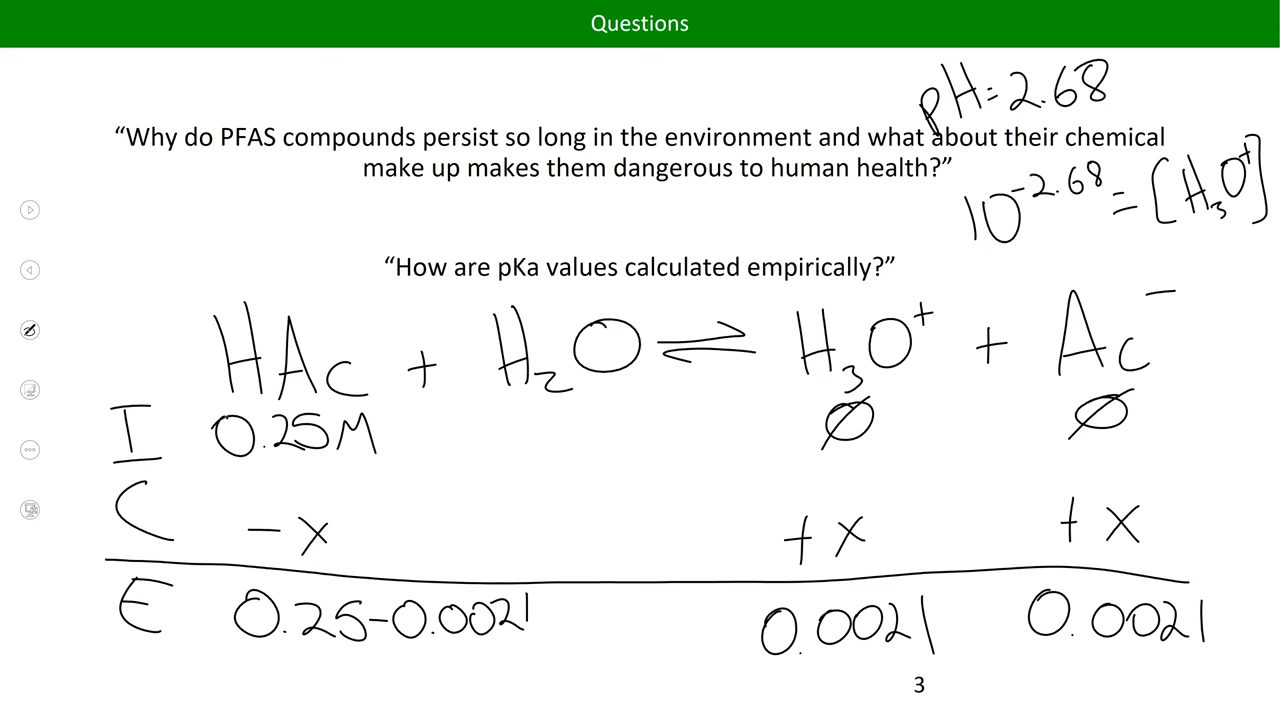 Questions
pH=2.68
“Why do PFAS compounds persist so long in the environment and what about their chemical
make up makes them dangerous to human health?”
10^-2.68 = [H3O+]
“How are pKa values calculated empirically?”
HAc + H2O ⇌ H3O+ + Ac-
I 0.25M ∅ ∅
C -x +x +x
E 0.25-0.0021 0.0021 0.0021
3